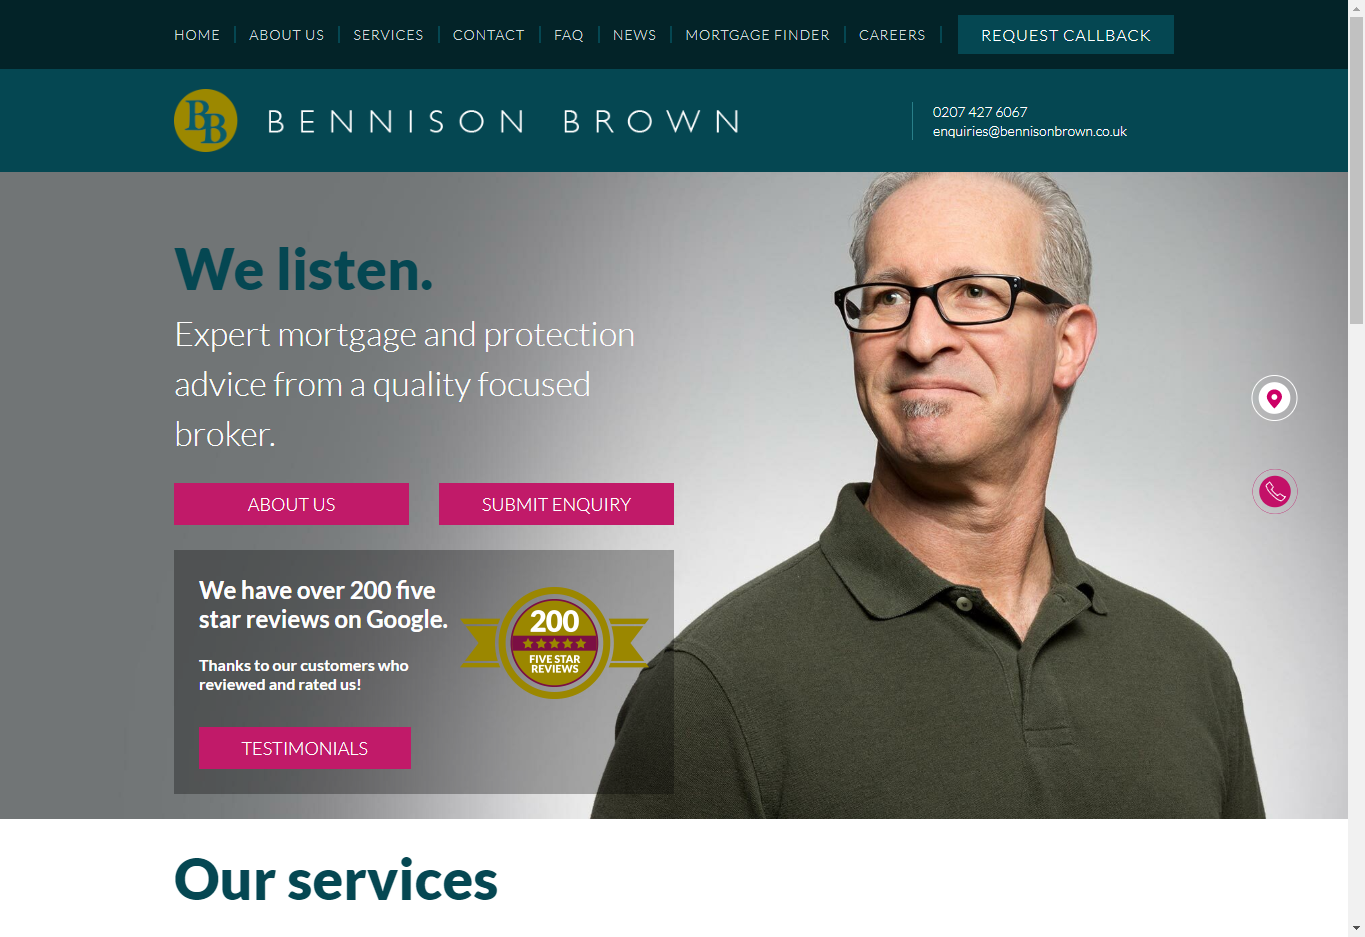 HOME
ABOUT US
SERVICES
CONTACT
FAQ
NEWS
MORTGAGE FINDER
CAREERS
REQUEST CALLBACK
BB
BENNISON BROWN
0207 427 6067
enquiries@bennisonbrown.co.uk
We listen.
Expert mortgage and protection
advice from a quality focused
broker.
ABOUT US
SUBMIT ENQUIRY
We have over 200 five
star reviews on Google.
Thanks to our customers who
reviewed and rated us!
200
FIVE STAR
REVIEWS
TESTIMONIALS
Our services